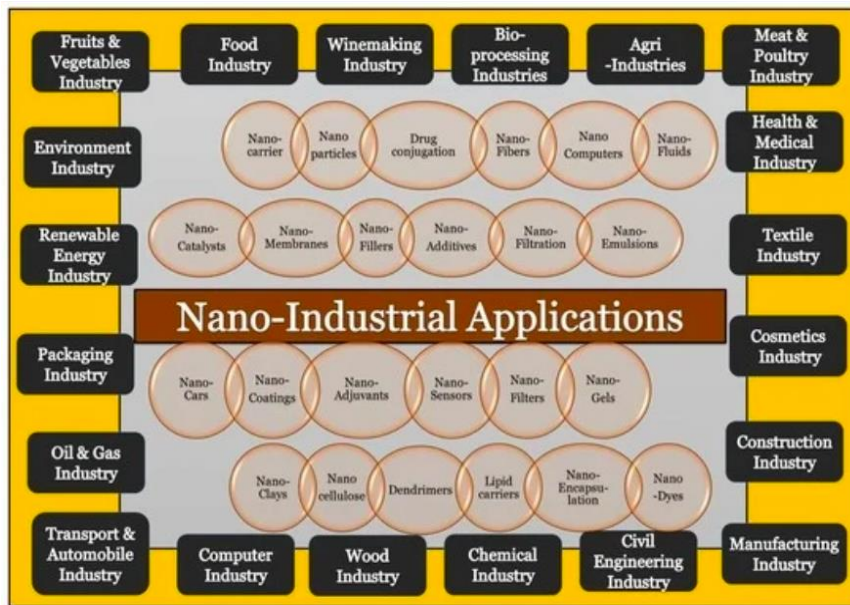 Fruits &
Vegetables
Industry
Food
Industry
Winemaking
Industry
Bio-
processing
Industries
Agri
-Industries
Meat &
Poultry
Industry
Environment
Industry
Nano-
carrier
Nano
particles
Drug
conjugation
Nano-
Fibers
Nano
Computers
Nano-
Fluids
Health &
Medical
Industry
Renewable
Energy
Industry
Nano-
Catalysts
Nano-
Membranes
Nano-
Fillers
Nano-
Additives
Nano-
Filtration
Nano-
Emulsions
Textile
Industry
Nano-Industrial Applications
Packaging
Industry
Nano-
Cars
Nano-
Coatings
Nano-
Adjuvants
Nano-
Sensors
Nano-
Filters
Nano-
Gels
Cosmetics
Industry
Oil & Gas
Industry
Nano-
Clays
Nano
cellulose
Dendrimers
Lipid
carriers
Nano-
Encapsu-
lation
Nano
-Dyes
Construction
Industry
Transport &
Automobile
Industry
Computer
Industry
Wood
Industry
Chemical
Industry
Civil
Engineering
Industry
Manufacturing
Industry